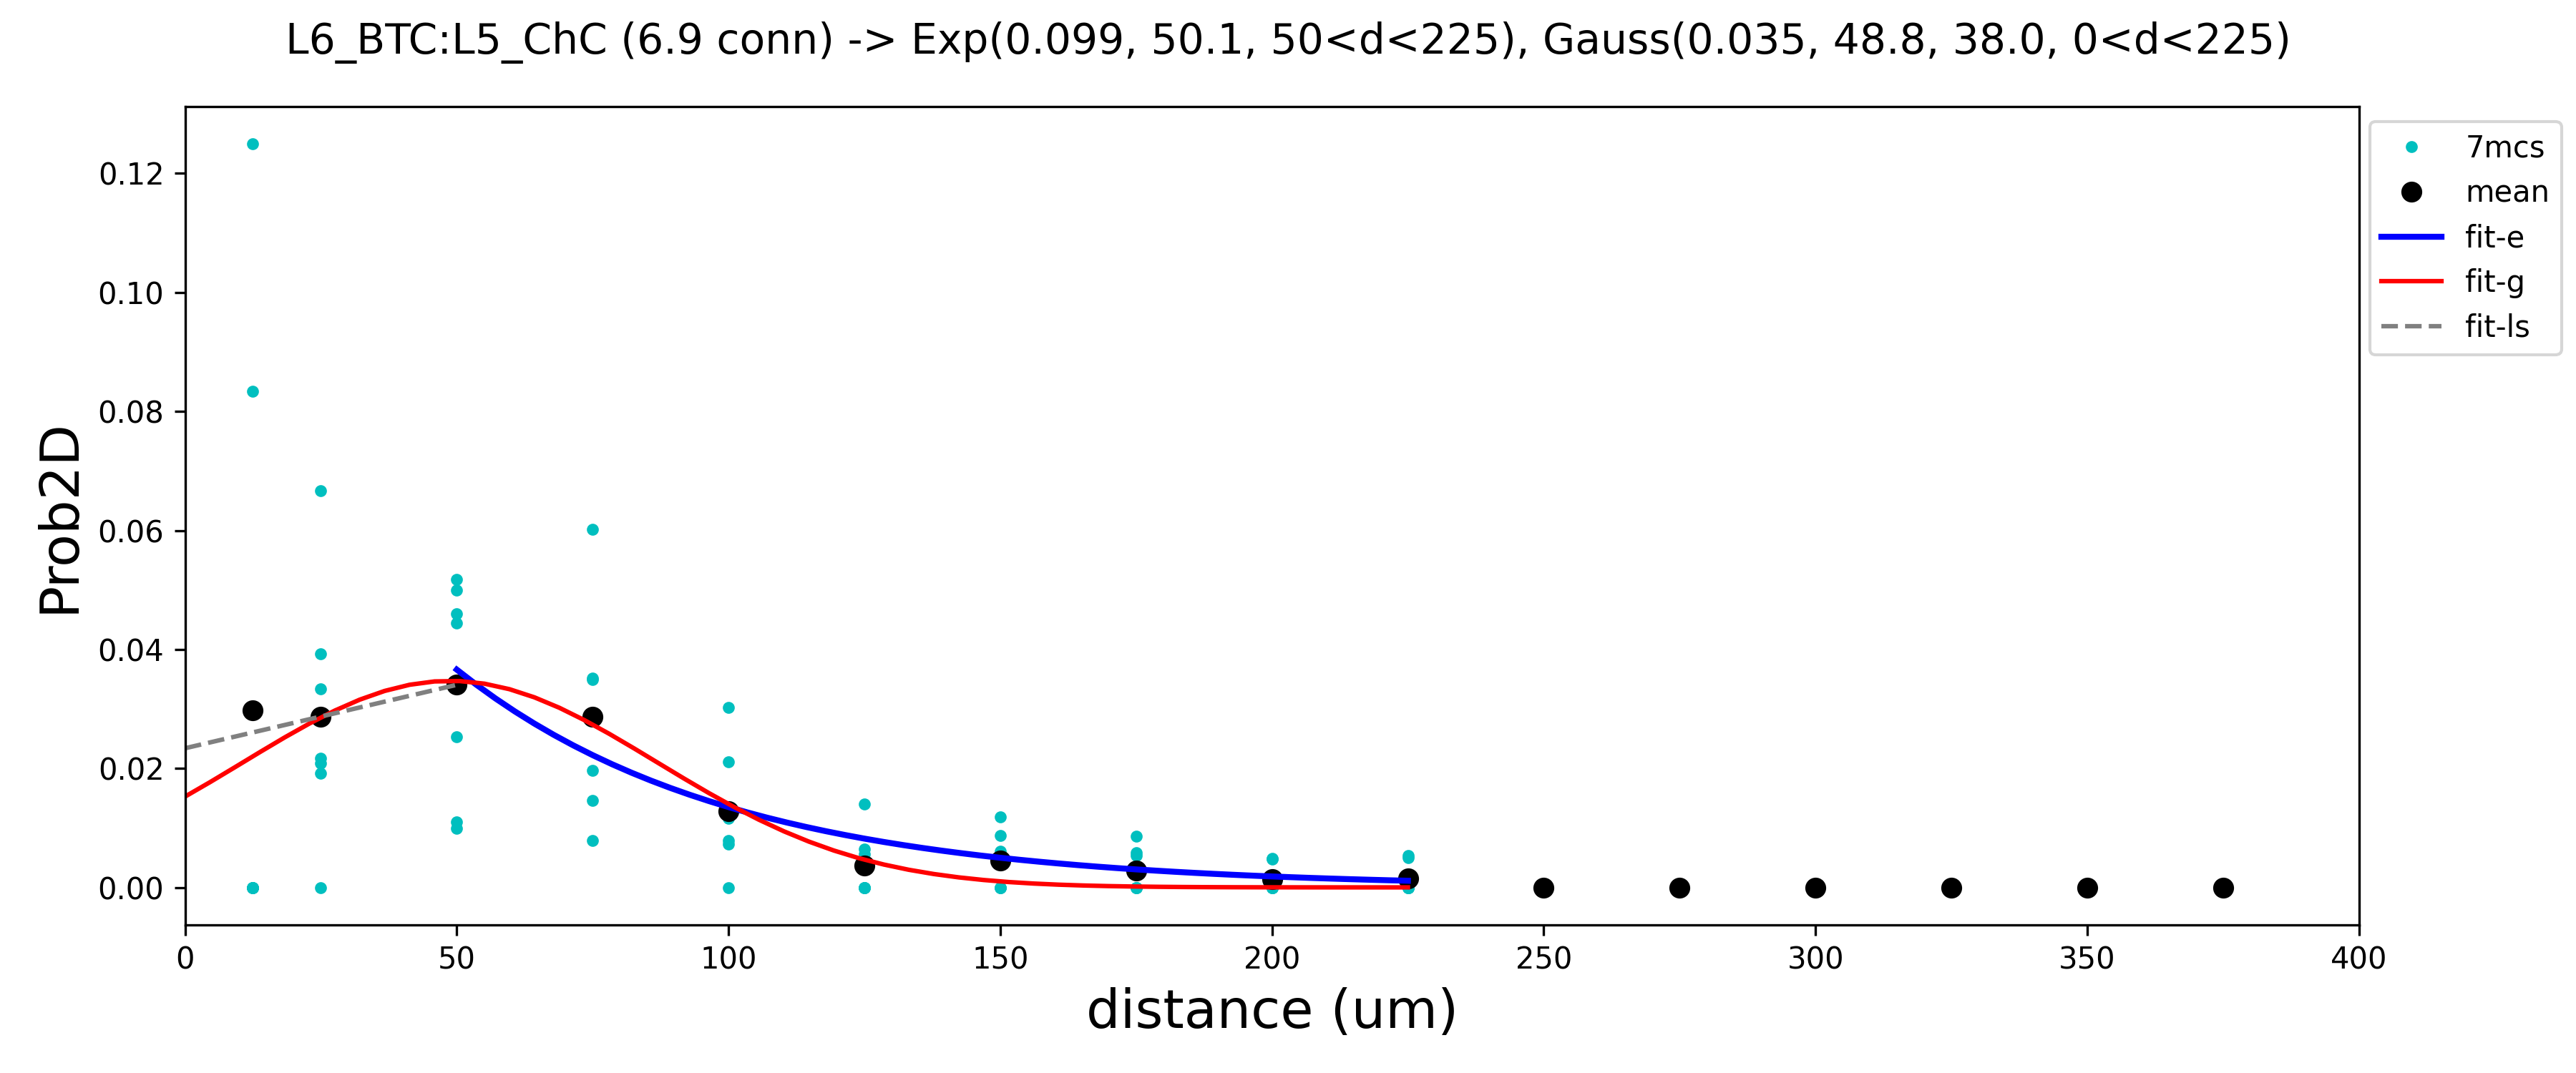 L6_BTC:L5_ChC (6.9 conn) -> Exp(0.099, 50.1, 50<d<225), Gauss(0.035, 48.8, 38.0, 0<d<225)
7mcs
mean
fit-e
fit-g
fit-ls
Prob2D
0.12
0.10
0.08
0.06
0.04
0.02
0.00
0 50 100 150 200 250 300 350 400
distance (um)